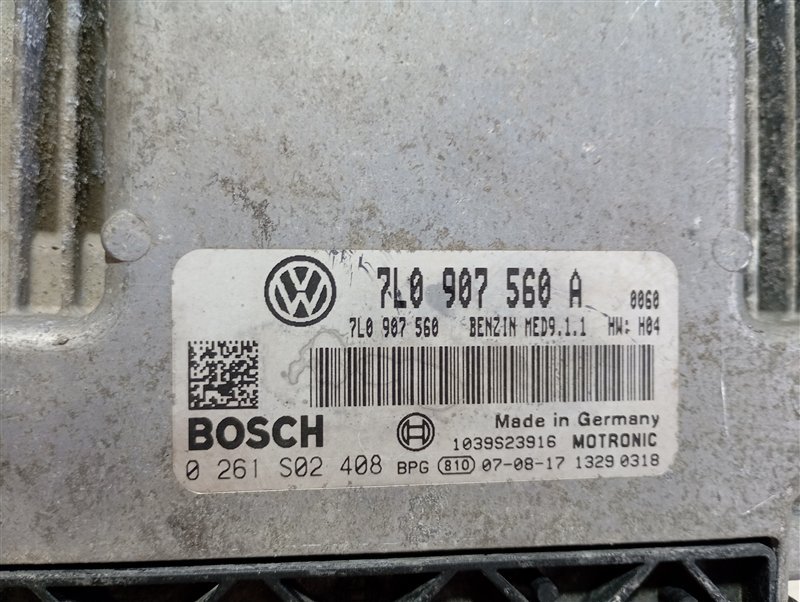 7L0 907 560 A 0060
7L0 907 560 BENZIN MED9.1.1 HW: H04
Made in Germany
BOSCH 1039S23916 MOTRONIC
0 261 S02 408 BPG 810 07-08-17 1329 0318